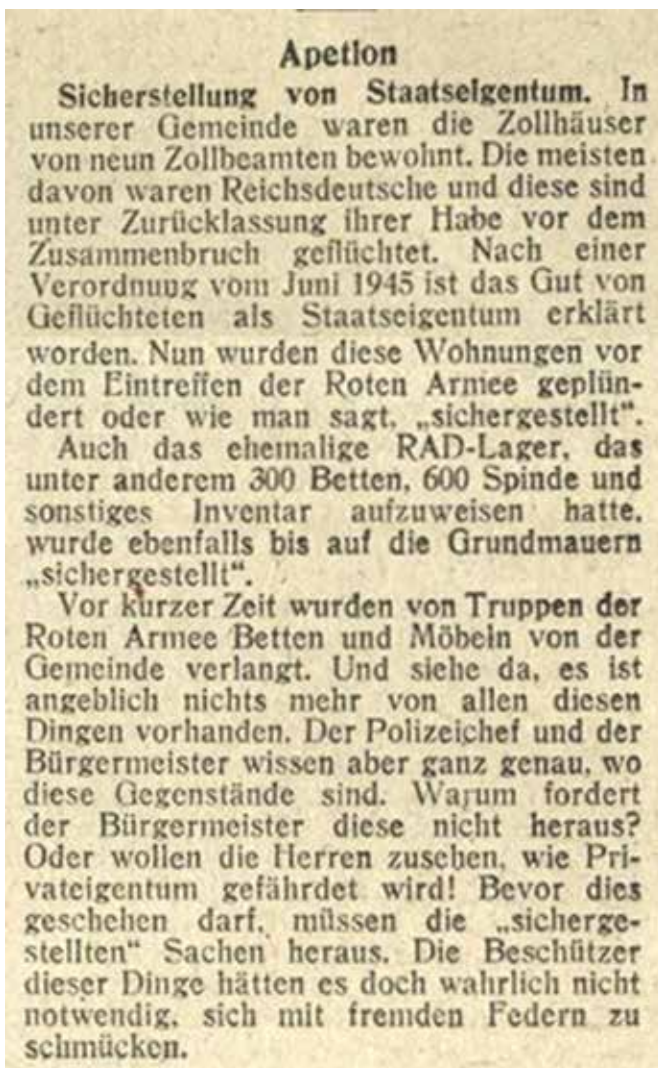 Apetlon
Sicherstellung von Staatseigentum. In
unserer Gemeinde waren die Zollhäuser
von neun Zollbeamten bewohnt. Die meisten
davon waren Reichsdeutsche und diese sind
unter Zurücklassung ihrer Habe vor dem
Zusammenbruch geflüchtet. Nach einer
Verordnung vom Juni 1945 ist das Gut von
Geflüchteten als Staatseigentum erklärt
worden. Nun wurden diese Wohnungen vor
dem Eintreffen der Roten Armee geplün-
dert oder wie man sagt, „sichergestellt“.
Auch das ehemalige RAD-Lager, das
unter anderem 300 Betten, 600 Spinde und
sonstiges Inventar aufzuweisen hatte,
wurde ebenfalls bis auf die Grundmauern
„sichergestellt“.
Vor kurzer Zeit wurden von Truppen der
Roten Armee Betten und Möbeln von der
Gemeinde verlangt. Und siehe da, es ist
angeblich nichts mehr von allen diesen
Dingen vorhanden. Der Polizeichef und der
Bürgermeister wissen aber ganz genau, wo
diese Gegenstände sind. Warum fordert
der Bürgermeister diese nicht heraus?
Oder wollen die Herren zusehen, wie Pri-
vateigentum gefährdet wird! Bevor dies
geschehen darf, müssen die „sicherge-
stellten“ Sachen heraus. Die Beschützer
dieser Dinge hätten es doch wahrlich nicht
notwendig, sich mit fremden Federn zu
schmücken.